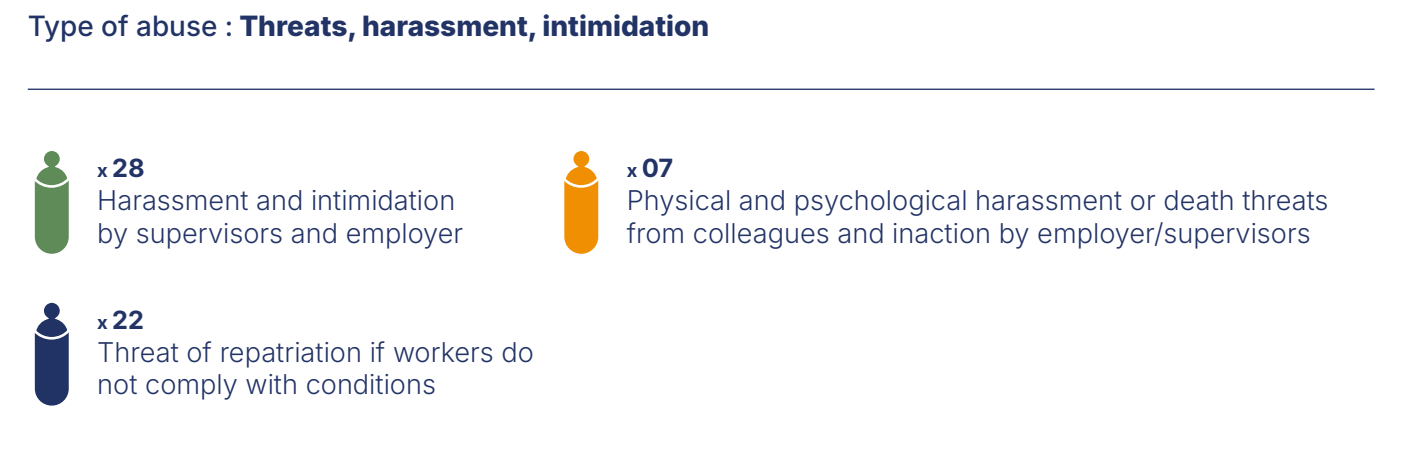 Type of abuse : Threats, harassment, intimidation
x 28
Harassment and intimidation
by supervisors and employer
x 07
Physical and psychological harassment or death threats
from colleagues and inaction by employer/supervisors
x 22
Threat of repatriation if workers do
not comply with conditions